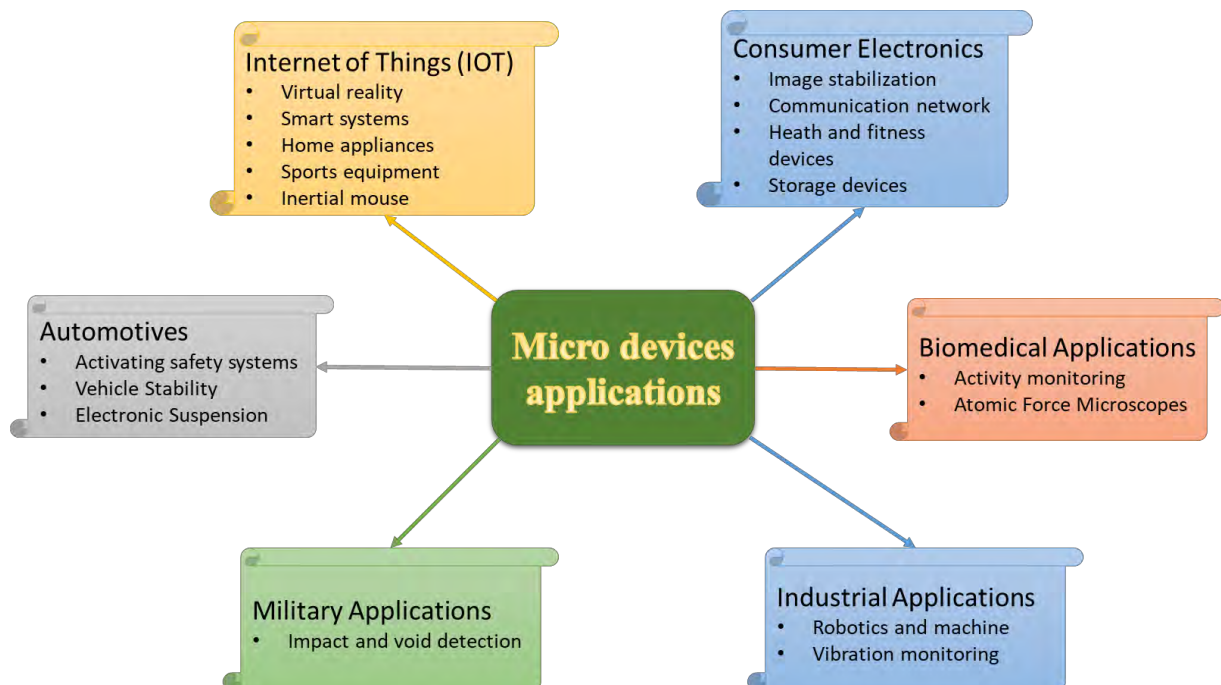 Internet of Things (IOT)
• Virtual reality
• Smart systems
• Home appliances
• Sports equipment
• Inertial mouse
Consumer Electronics
• Image stabilization
• Communication network
• Heath and fitness
devices
• Storage devices
Automotives
• Activating safety systems
• Vehicle Stability
• Electronic Suspension
Micro devices
applications
Biomedical Applications
• Activity monitoring
• Atomic Force Microscopes
Military Applications
• Impact and void detection
Industrial Applications
• Robotics and machine
• Vibration monitoring